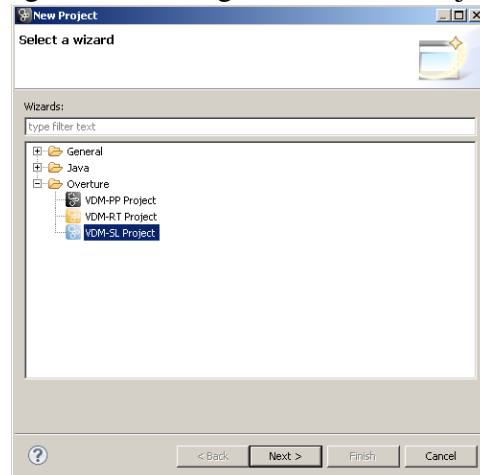 New Project
Select a wizard
Wizards:
type filter text
General
Java
Overture
VDM-PP Project
VDM-RT Project
VDM-SL Project
< Back Next > Finish Cancel